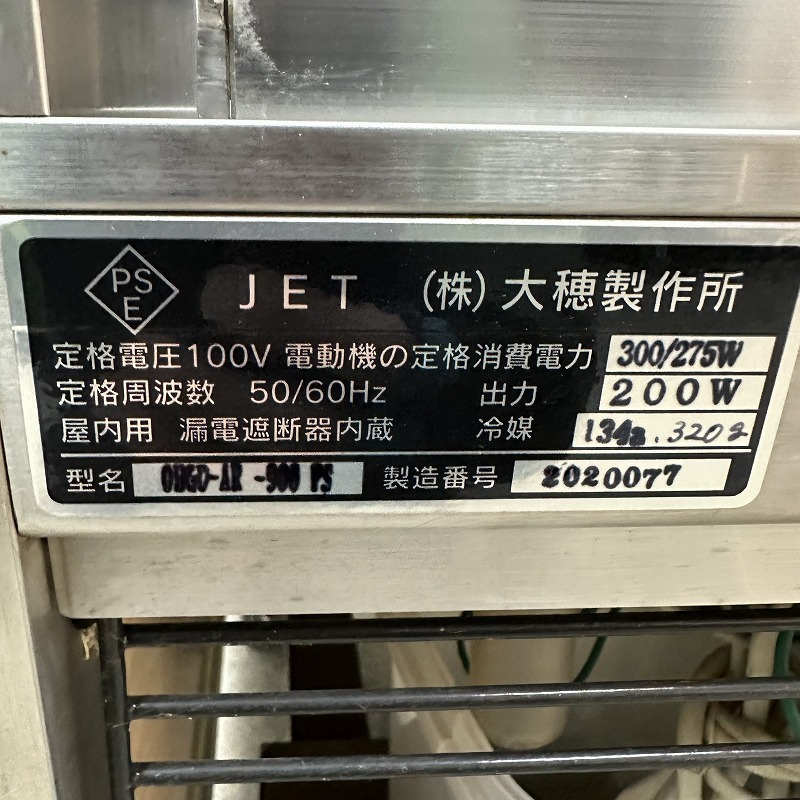 PS E JET (株)大穂製作所
定格電圧100V 電動機の定格消費電力 300/275W
定格周波数 50/60Hz 出力 200W
屋内用 漏電遮断器内蔵 冷媒 134a.320g
型名 -900 PS 製造番号 2020077